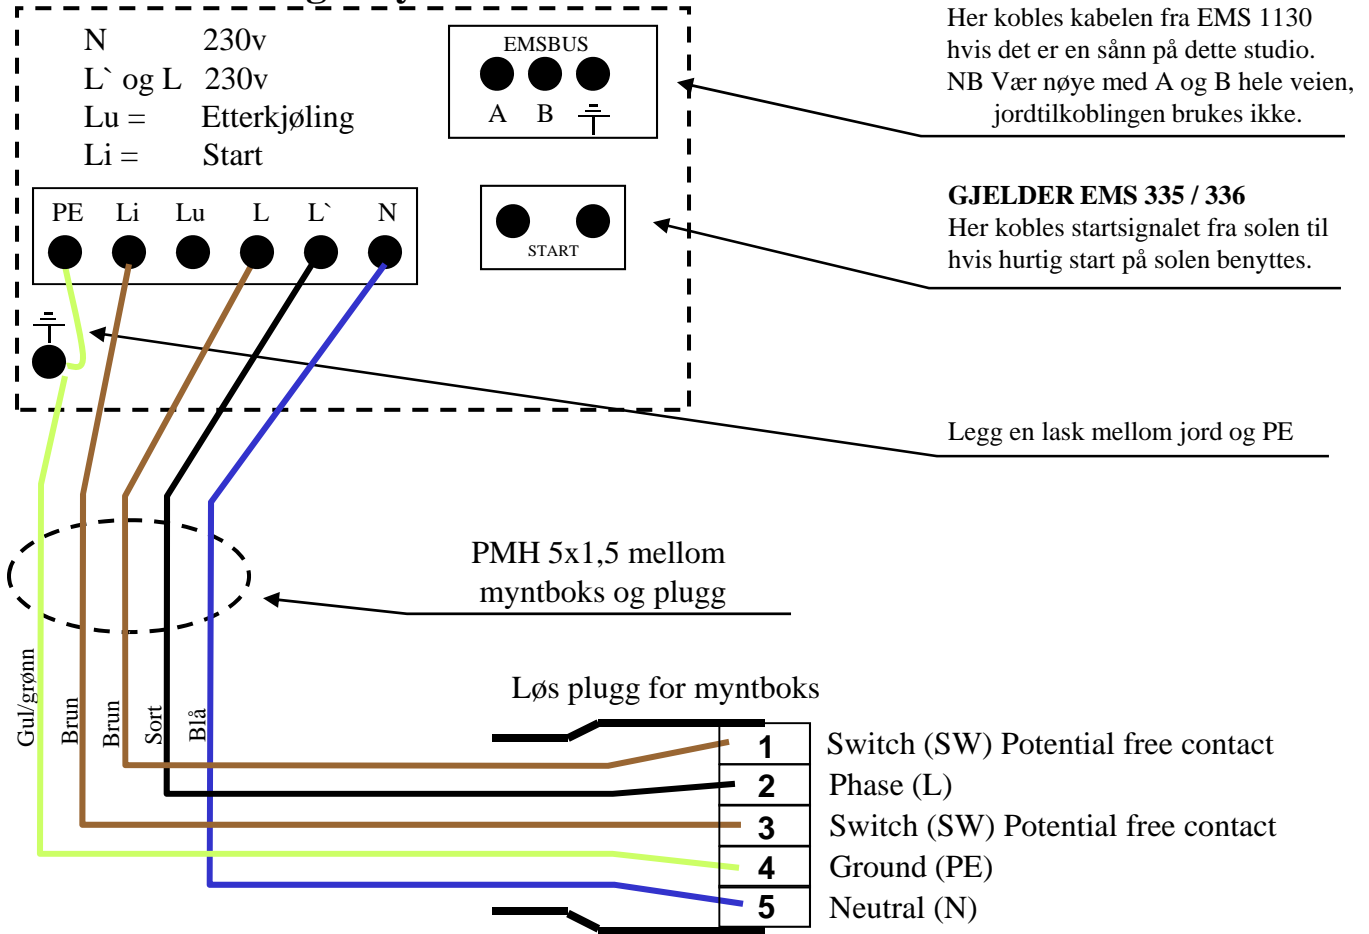 N 230v
L` og L 230v
Lu = Etterkjøling
Li = Start
EMSBUS
A B
Her kobles kabelen fra EMS 1130
hvis det er en sånn på dette studio.
NB Vær nøye med A og B hele veien,
jordtilkoblingen brukes ikke.
PE Li Lu L L` N
START
GJELDER EMS 335 / 336
Her kobles startsignalet fra solen til
hvis hurtig start på solen benyttes.
Legg en lask mellom jord og PE
PMH 5x1,5 mellom
myntboks og plugg
Gul/grønn
Brun
Brun
Sort
Blå
Løs plugg for myntboks
1 Switch (SW) Potential free contact
2 Phase (L)
3 Switch (SW) Potential free contact
4 Ground (PE)
5 Neutral (N)